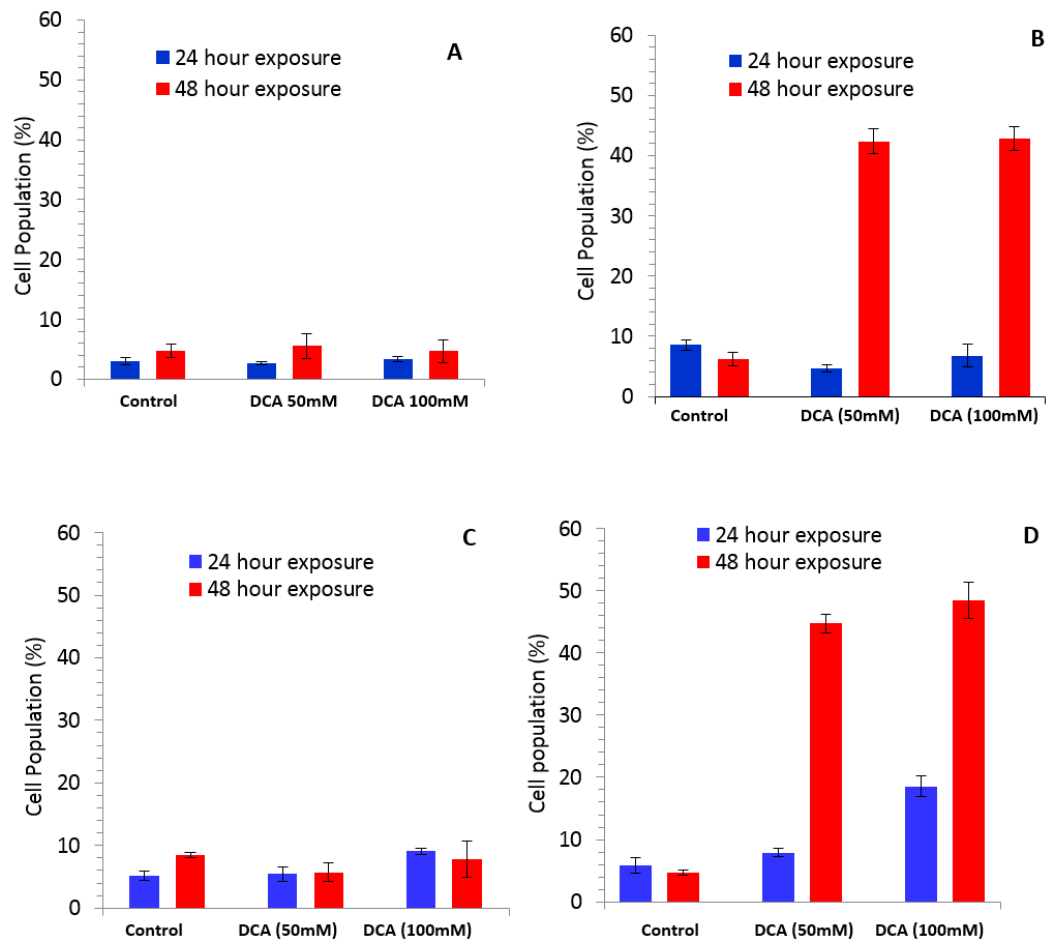 A
24 hour exposure
48 hour exposure
Cell Population (%)
60
50
40
30
20
10
0
Control
DCA 50mM
DCA 100mM
B
24 hour exposure
48 hour exposure
Cell Population (%)
60
50
40
30
20
10
0
Control
DCA (50mM)
DCA (100mM)
C
24 hour exposure
48 hour exposure
Cell Population (%)
60
50
40
30
20
10
0
Control
DCA (50mM)
DCA (100mM)
D
24 hour exposure
48 hour exposure
Cell population (%)
60
50
40
30
20
10
0
Control
DCA (50mM)
DCA (100mM)